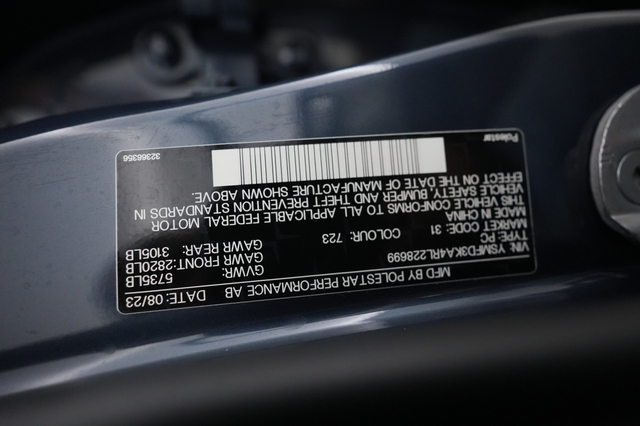 MFD BY POLESTAR PERFORMANCE AB
DATE: 08/23
VIN: YSMFD3KA4RL228699
GVWR: 5735LB
TYPE: PC
GAWR FRONT: 2820LB
MARKET CODE: 31
COLOUR: 723
GAWR REAR: 3105LB
MADE IN CHINA
THIS VEHICLE CONFORMS TO ALL APPLICABLE FEDERAL MOTOR
VEHICLE SAFETY, BUMPER AND THEFT PREVENTION STANDARDS IN
EFFECT ON THE DATE OF MANUFACTURE SHOWN ABOVE.
Polestar
32366356